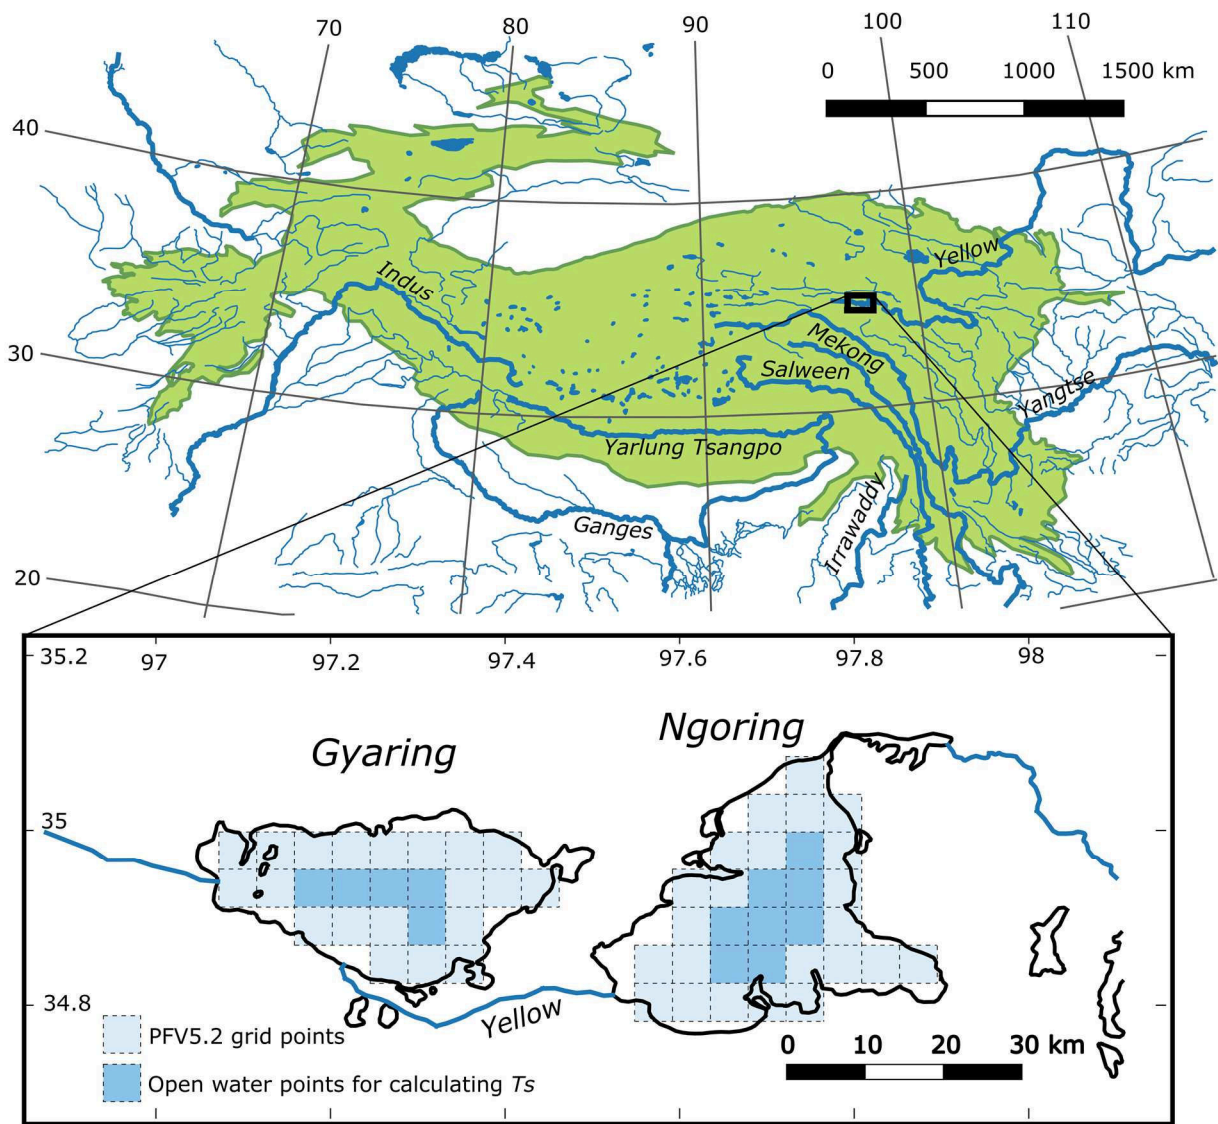 70
80
90
100
110
0 500 1000 1500 km
40
30
20
Indus
Yellow
Mekong
Salween
Yangtse
Yarlung Tsangpo
Ganges
Irrawaddy
35.2
97
97.2
97.4
97.6
97.8
98
Gyaring
Ngoring
35
34.8
Yellow
PFV5.2 grid points
Open water points for calculating Ts
0 10 20 30 km